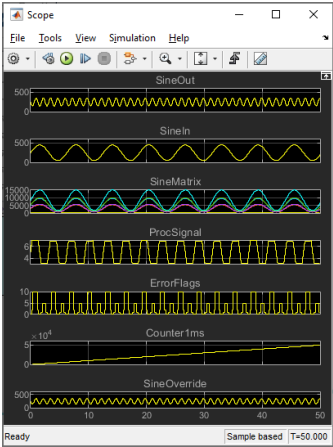 Scope
File Tools View Simulation Help
SineOut
500
0
SineIn
500
0
SineMatrix
15000
10000
5000
0
ProcSignal
6
4
ErrorFlags
10
5
0
×10^4
Counter1ms
5
0
SineOverride
500
0
0 10 20 30 40 50
Ready Sample based T=50.000